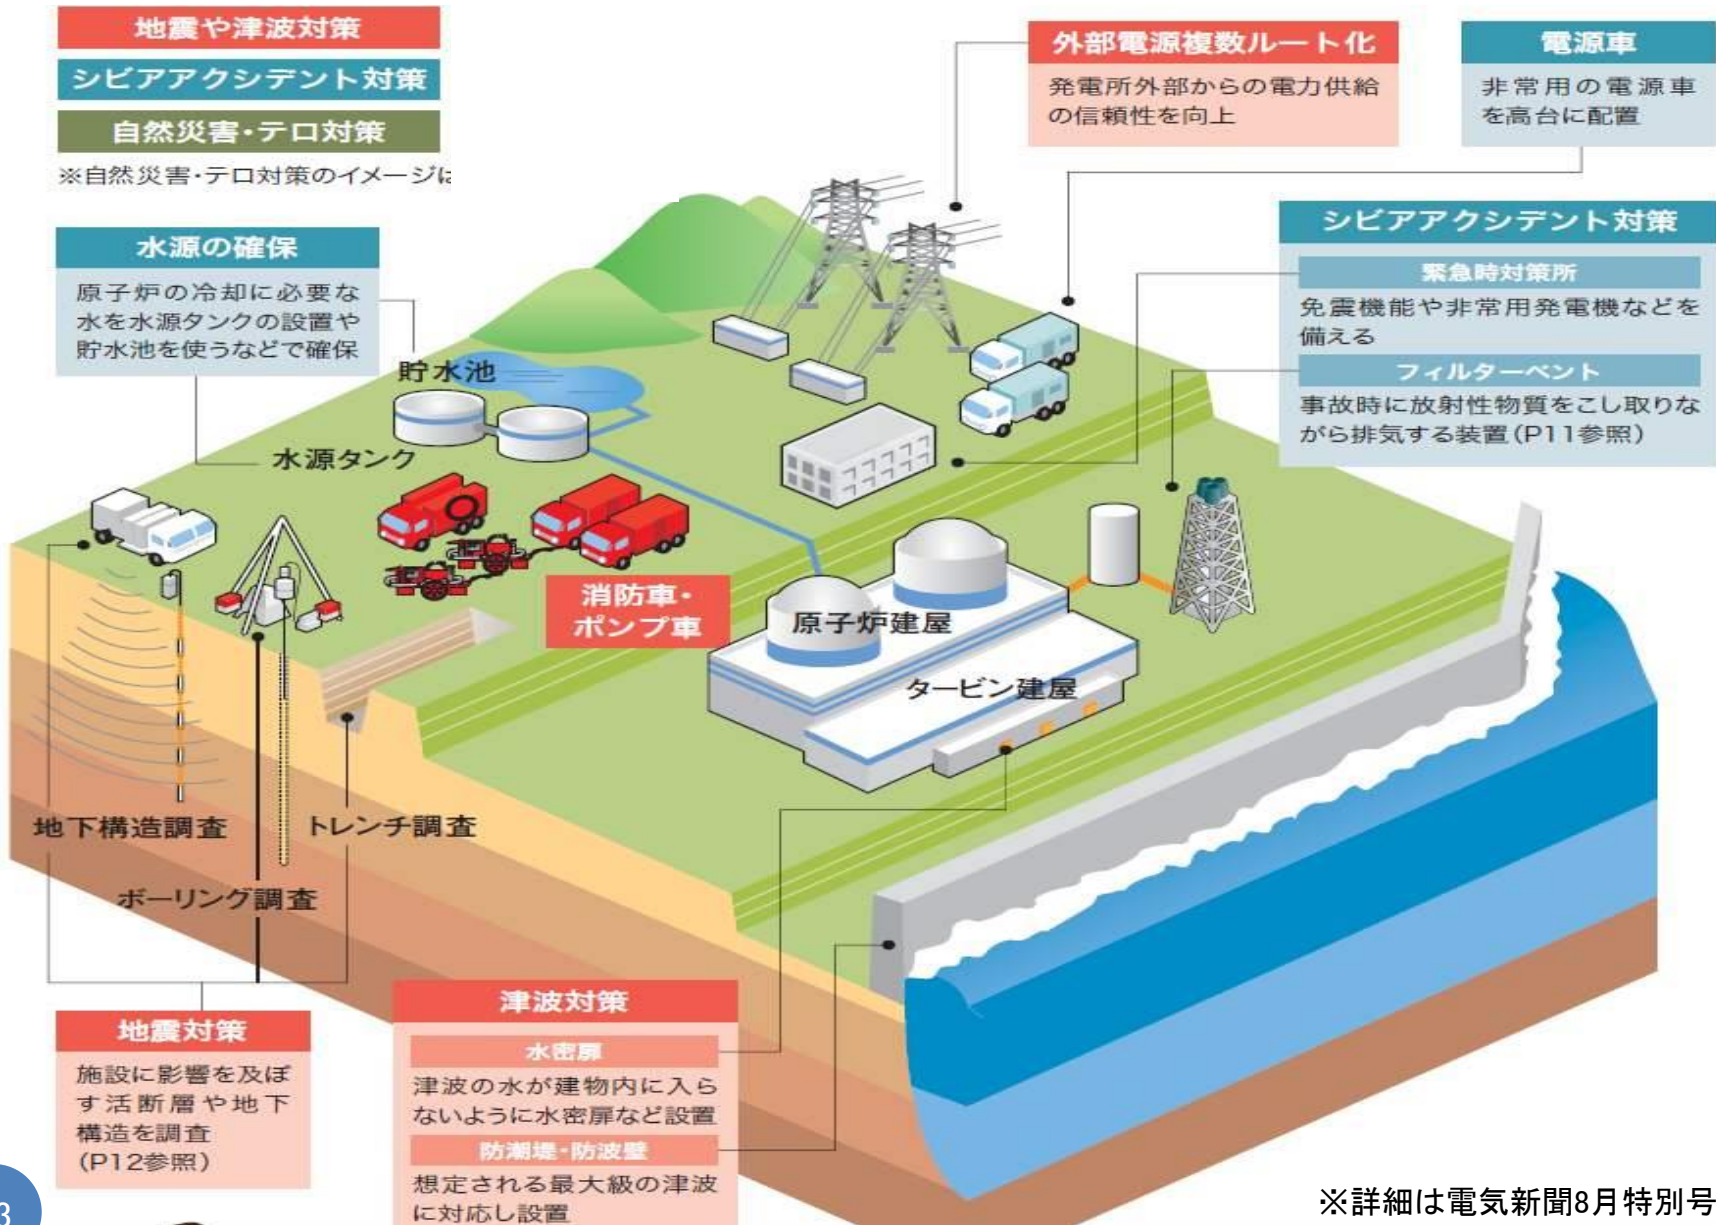 地震や津波対策
シビアアクシデント対策
自然災害・テロ対策
※自然災害・テロ対策のイメージは
外部電源複数ルート化
発電所外部からの電力供給
の信頼性を向上
電源車
非常用の電源車
を高台に配置
水源の確保
原子炉の冷却に必要な
水を水源タンクの設置や
貯水池を使うなどで確保
シビアアクシデント対策
緊急時対策所
免震機能や非常用発電機などを
備える
フィルターベント
事故時に放射性物質をこし取りな
がら排気する装置(P11参照)
貯水池
水源タンク
消防車・
ポンプ車
原子炉建屋
タービン建屋
地下構造調査
トレンチ調査
ボーリング調査
地震対策
施設に影響を及ぼ
す活断層や地下
構造を調査
(P12参照)
津波対策
水密扉
津波の水が建物内に入ら
ないように水密扉など設置
防潮堤・防波壁
想定される最大級の津波
に対応し設置
※詳細は電気新聞8月特別号
3